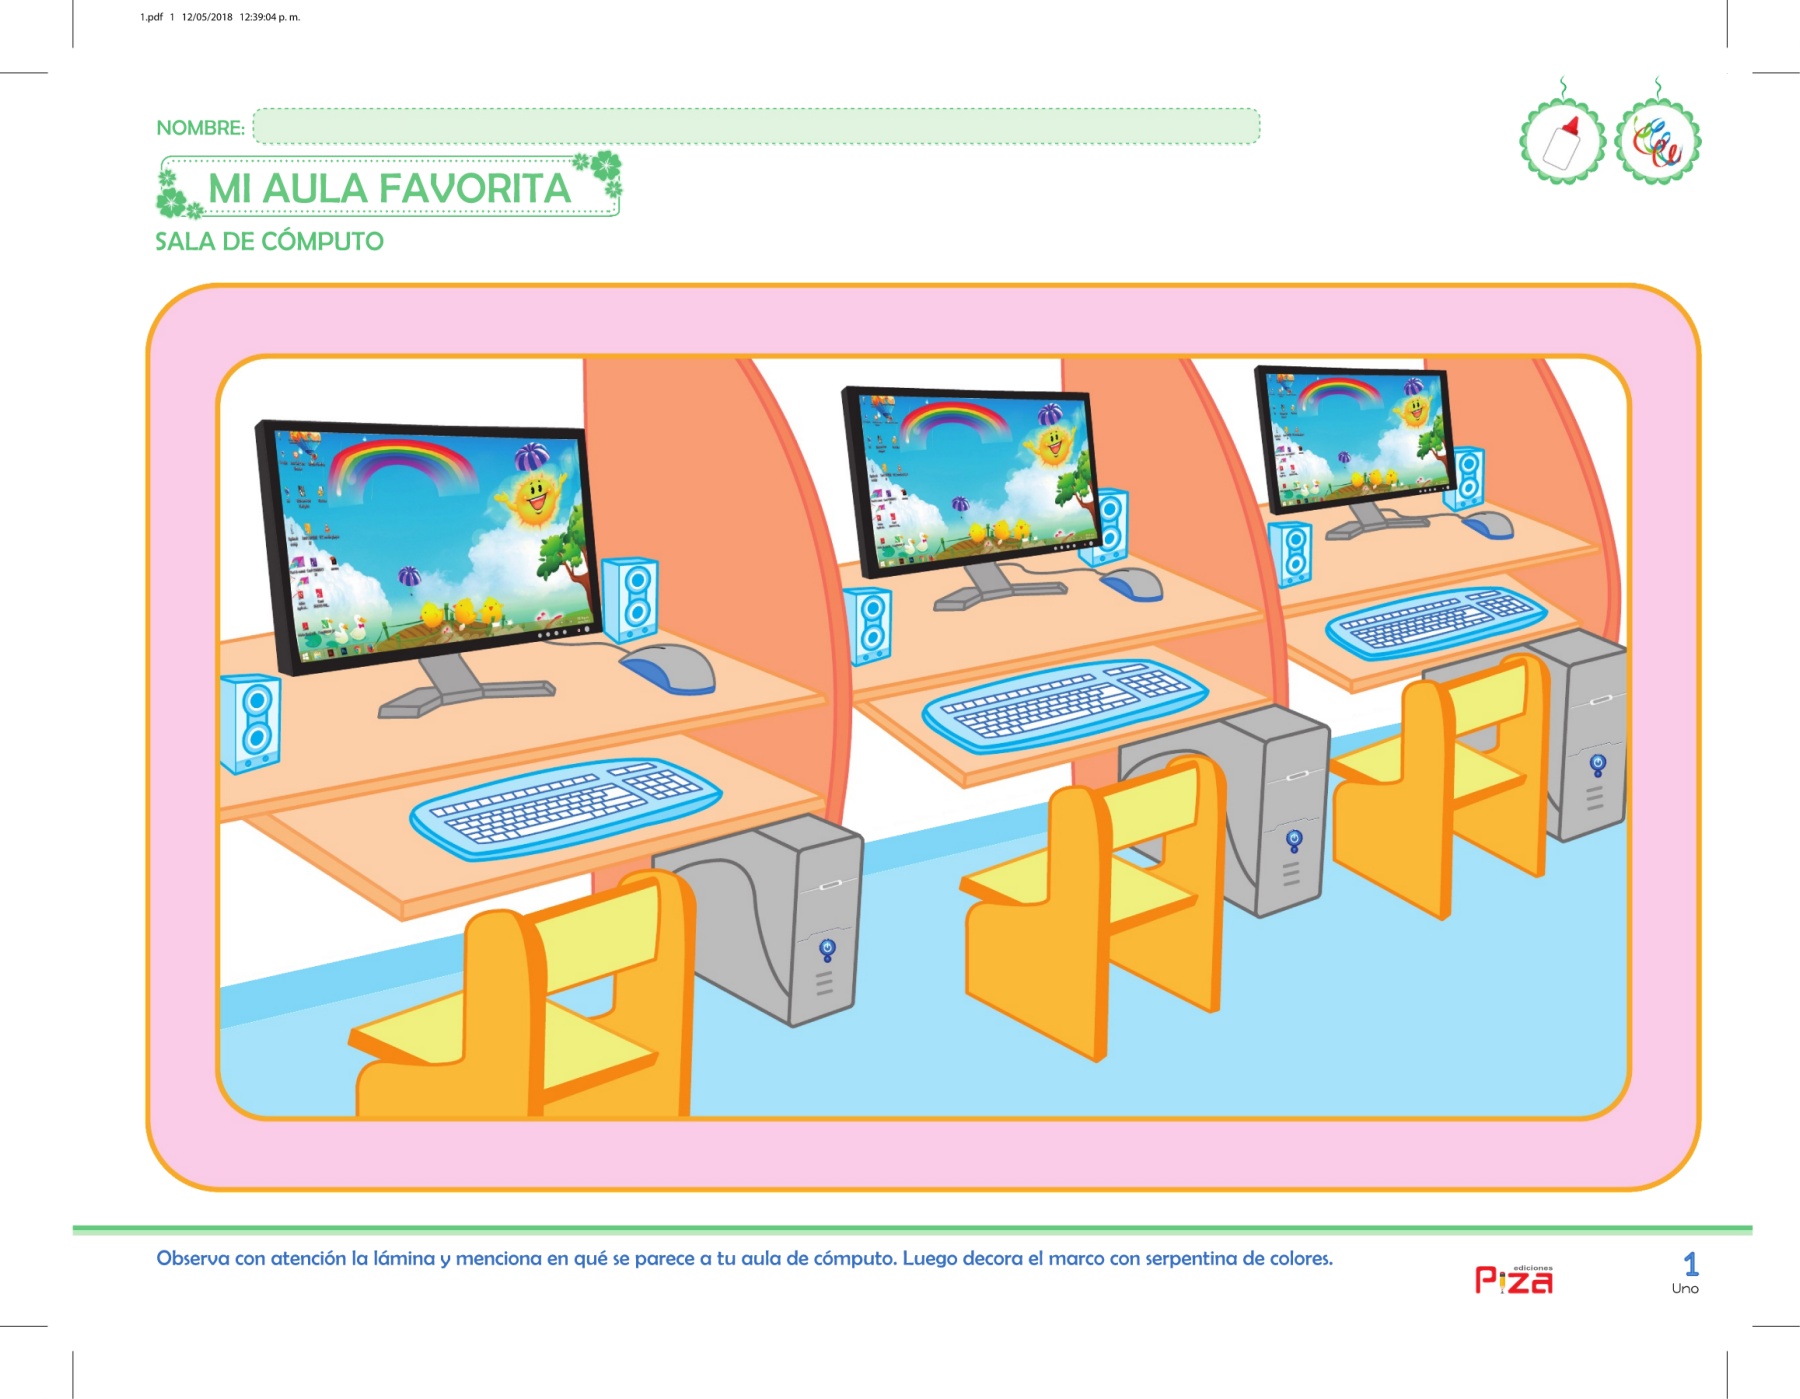 1.pdf 1 12/05/2018 12:39:04 p. m.
NOMBRE:
MI AULA FAVORITA
SALA DE CÓMPUTO
Observa con atención la lámina y menciona en qué se parece a tu aula de cómputo. Luego decora el marco con serpentina de colores.
ediciones
Piza
1
Uno